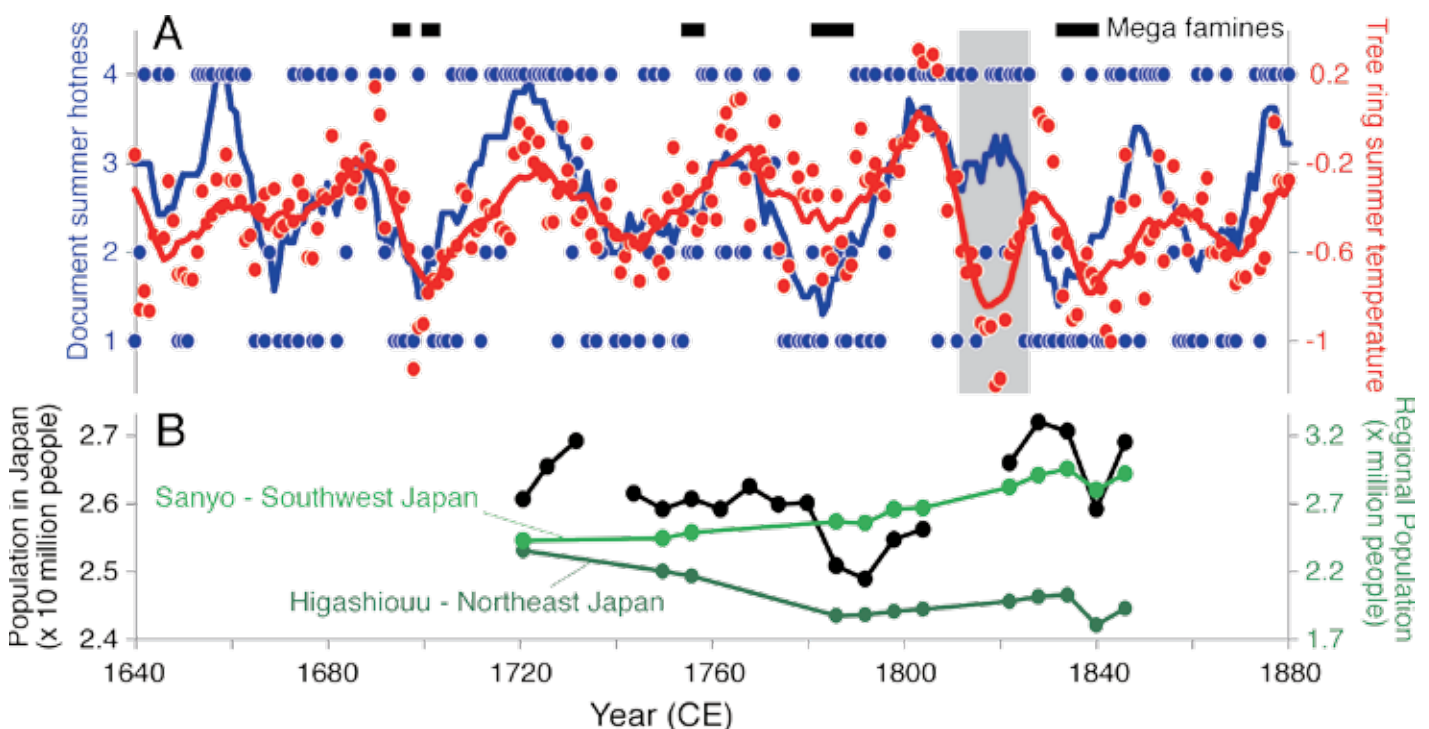 A
Mega famines
Document summer hotness
4
3
2
1
0.2
-0.2
-0.6
-1
Tree ring summer temperature
B
Population in Japan
(x 10 million people)
2.7
2.6
2.5
2.4
Sanyo - Southwest Japan
Higashiouu - Northeast Japan
3.2
2.7
2.2
1.7
Regional Population
(x million people)
1640
1680
1720
1760
1800
1840
1880
Year (CE)